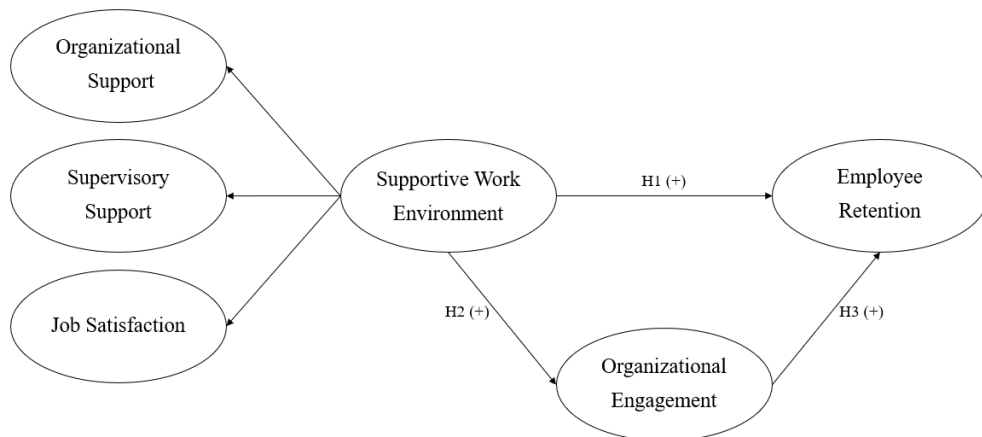 Organizational
Support
Supervisory
Support
Job Satisfaction
Supportive Work
Environment
H1 (+)
Employee
Retention
H2 (+)
H3 (+)
Organizational
Engagement